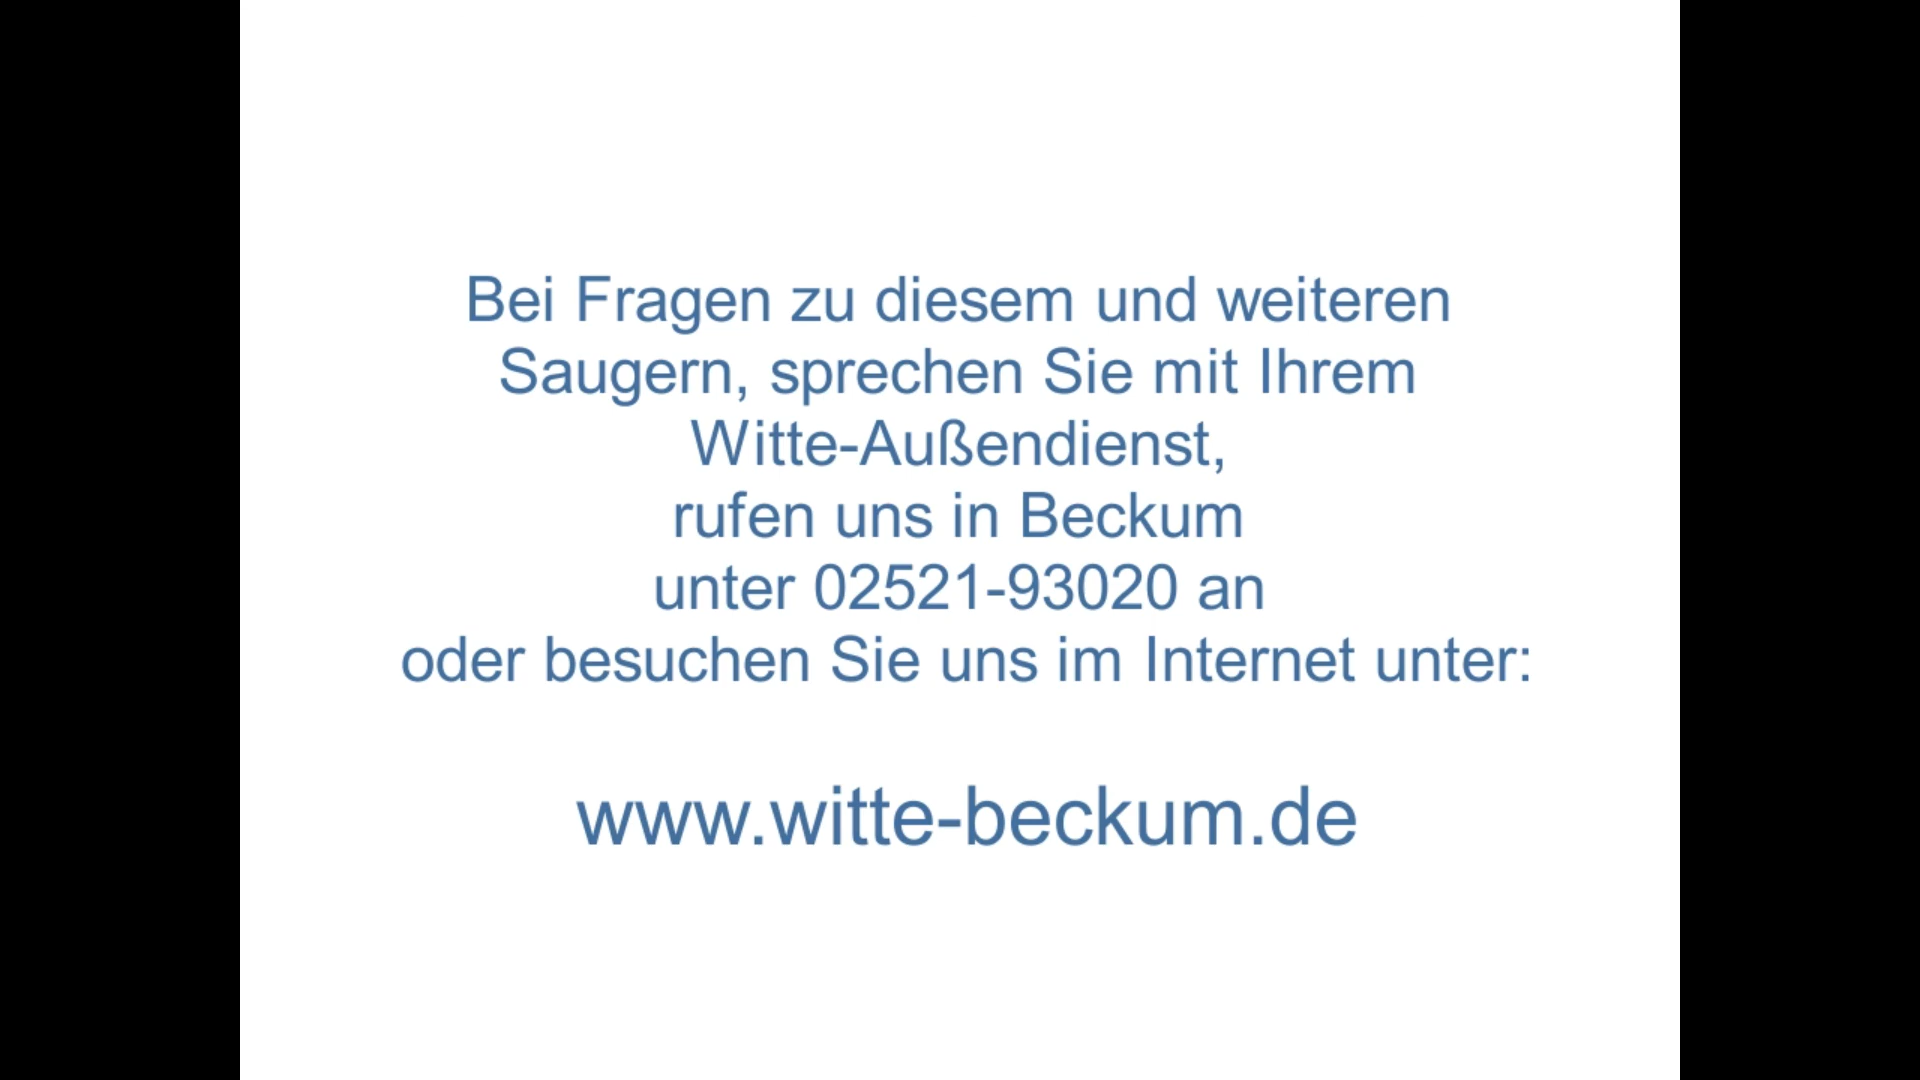 Bei Fragen zu diesem und weiteren
Saugern, sprechen Sie mit Ihrem
Witte-Außendienst,
rufen uns in Beckum
unter 02521-93020 an
oder besuchen Sie uns im Internet unter:
www.witte-beckum.de